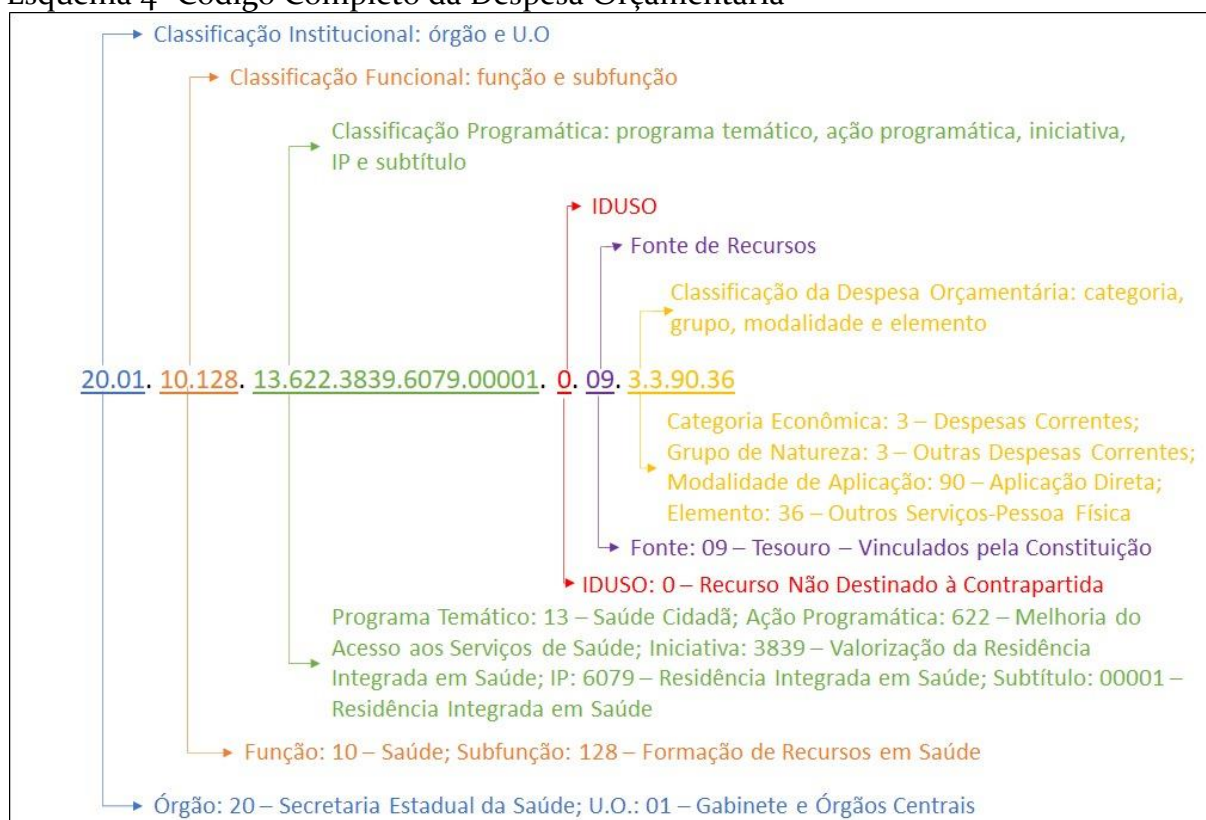 Esquema 4- Código Completo da Despesa Orçamentária
Classificação Institucional: órgão e U.O
Classificação Funcional: função e subfunção
Classificação Programática: programa temático, ação programática, iniciativa,
IP e subtítulo
IDUSO
Fonte de Recursos
Classificação da Despesa Orçamentária: categoria,
grupo, modalidade e elemento
20.01. 10.128. 13.622.3839.6079.00001. 0. 09. 3.3.90.36
Categoria Econômica: 3 – Despesas Correntes;
Grupo de Natureza: 3 – Outras Despesas Correntes;
Modalidade de Aplicação: 90 – Aplicação Direta;
Elemento: 36 – Outros Serviços-Pessoa Física
Fonte: 09 – Tesouro – Vinculados pela Constituição
IDUSO: 0 – Recurso Não Destinado à Contrapartida
Programa Temático: 13 – Saúde Cidadã; Ação Programática: 622 – Melhoria do
Acesso aos Serviços de Saúde; Iniciativa: 3839 – Valorização da Residência
Integrada em Saúde; IP: 6079 – Residência Integrada em Saúde; Subtítulo: 00001 –
Residência Integrada em Saúde
Função: 10 – Saúde; Subfunção: 128 – Formação de Recursos em Saúde
Órgão: 20 – Secretaria Estadual da Saúde; U.O.: 01 – Gabinete e Órgãos Centrais